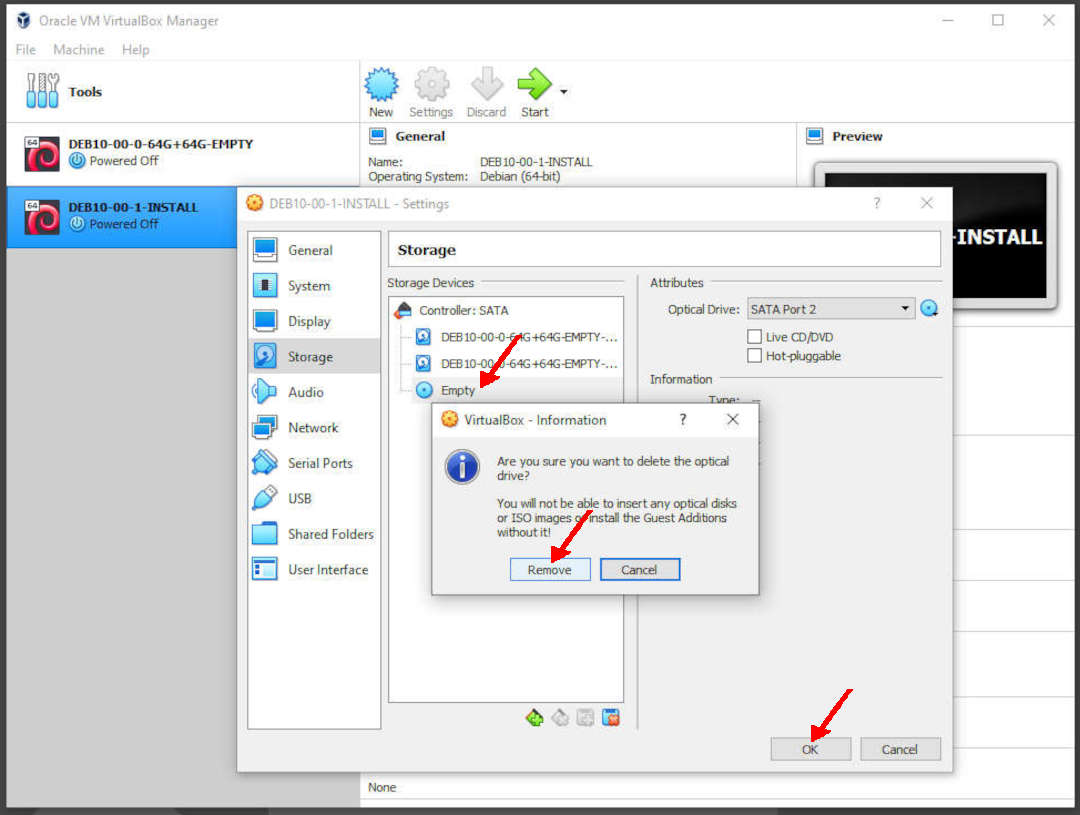 Oracle VM VirtualBox Manager
File Machine Help
Tools
New Settings Discard Start
64
DEB10-00-0-64G+64G-EMPTY
Powered Off
64
DEB10-00-1-INSTALL
Powered Off
General
Name: DEB10-00-1-INSTALL
Operating System: Debian (64-bit)
Preview
-INSTALL
DEB10-00-1-INSTALL - Settings
?
General
System
Display
Storage
Audio
Network
Serial Ports
USB
Shared Folders
User Interface
Storage
Storage Devices
Controller: SATA
DEB10-00-0-64G+64G-EMPTY-...
DEB10-00-0-64G+64G-EMPTY-...
Empty
Attributes
Optical Drive: SATA Port 2
Live CD/DVD
Hot-pluggable
Information
Type: --
VirtualBox - Information
?
Are you sure you want to delete the optical
drive?
You will not be able to insert any optical disks
or ISO images or install the Guest Additions
without it!
Remove Cancel
OK Cancel
None